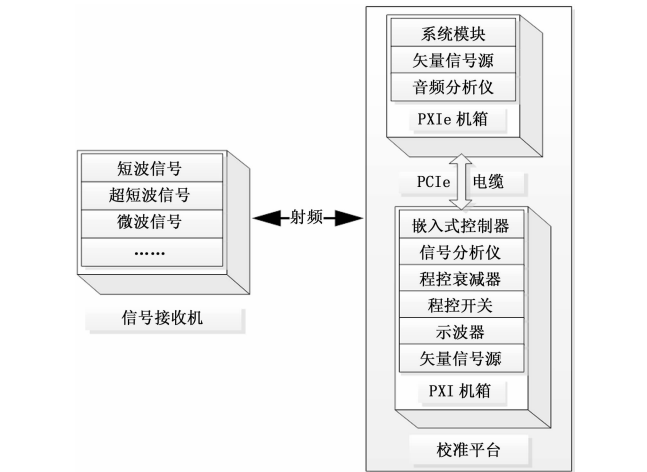 短波信号
超短波信号
微波信号
……
信号接收机
射频
系统模块
矢量信号源
音频分析仪
PXIe 机箱
PCIe 电缆
嵌入式控制器
信号分析仪
程控衰减器
程控开关
示波器
矢量信号源
PXI 机箱
校准平台